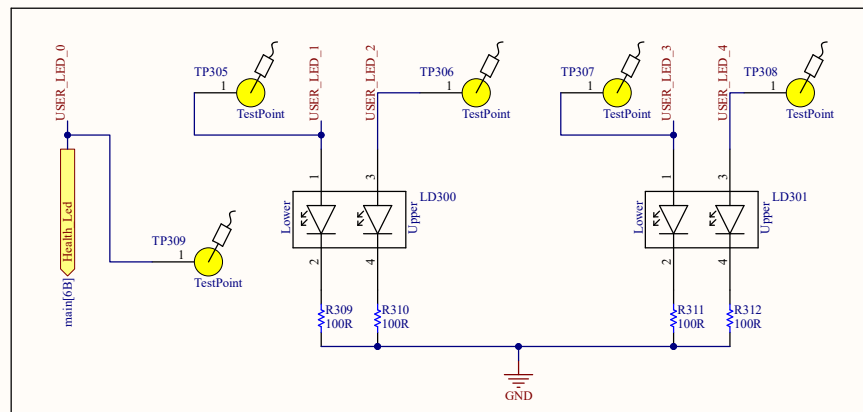 USER_LED_0
TP305
1
TestPoint
USER_LED_1
USER_LED_2
TP306
1
TestPoint
TP307
1
TestPoint
USER_LED_3
USER_LED_4
TP308
1
TestPoint
Health_Led
main[6B]
TP309
1
TestPoint
1
3
Lower
Upper
LD300
2
4
R309
100R
R310
100R
1
3
Lower
Upper
LD301
2
4
R311
100R
R312
100R
GND